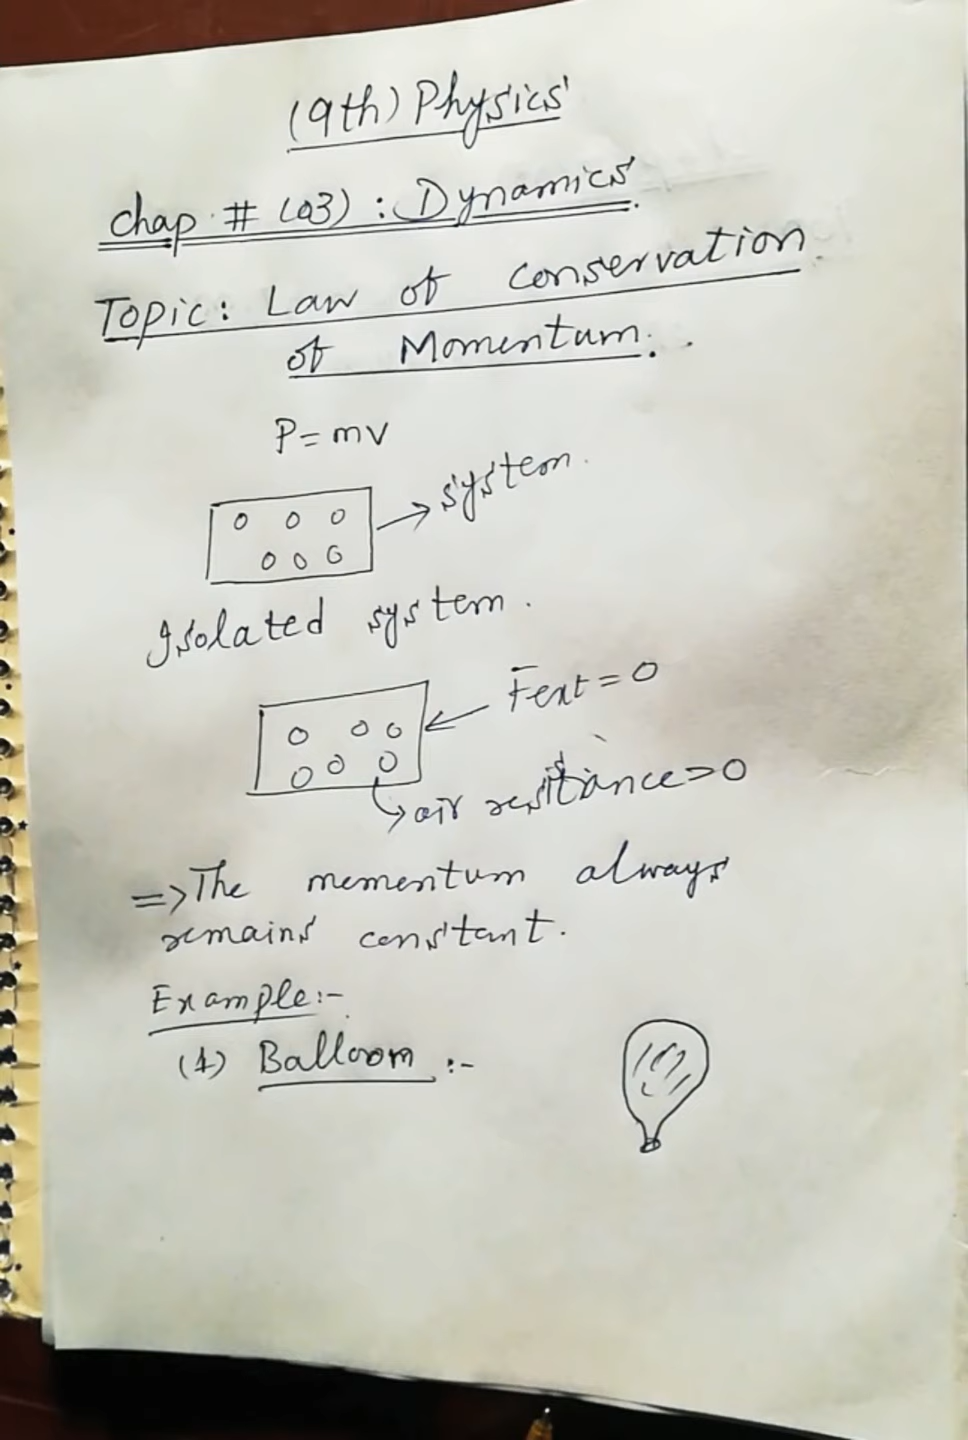 (9th) Physics
Chap. # (03) : Dynamics.
Topic: Law of Conservation
of Momentum.
P = mv
system.
Isolated system.
Fext = 0
air resistance=>0
=> The momentum always
remains constant.
Example:-
(1) Balloon :-